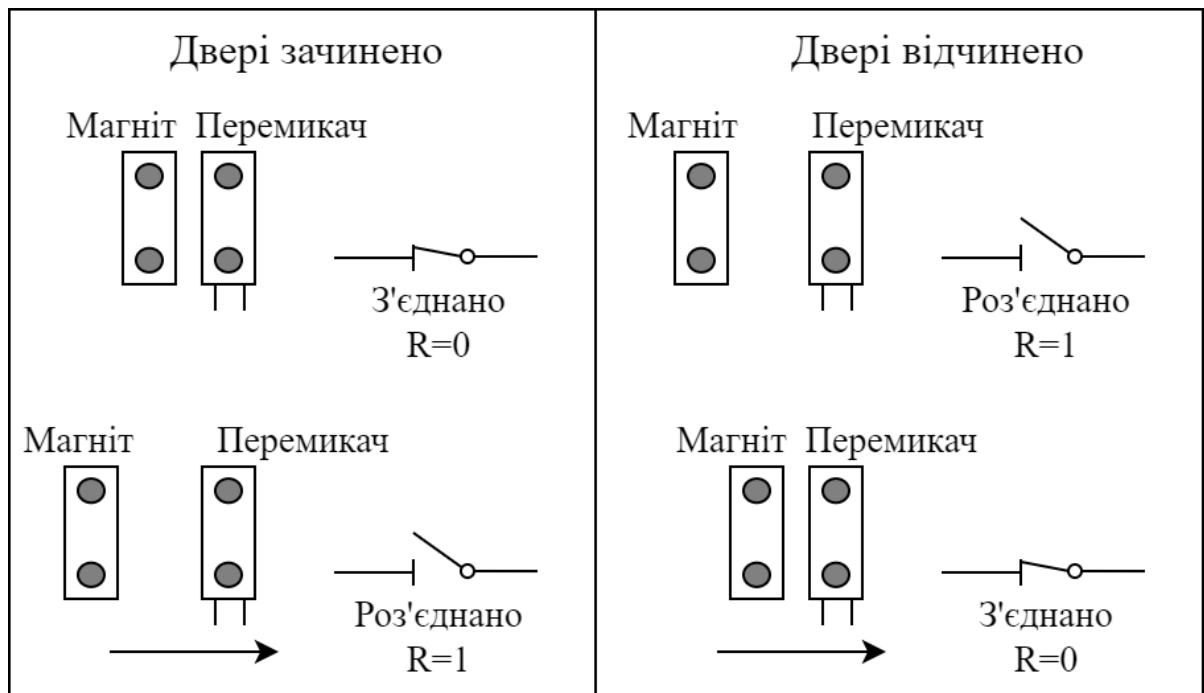 Двері зачинено
Магніт Перемикач
З'єднано
R=0
Магніт Перемикач
Роз'єднано
R=1
Двері відчинено
Магніт Перемикач
Роз'єднано
R=1
Магніт Перемикач
З'єднано
R=0